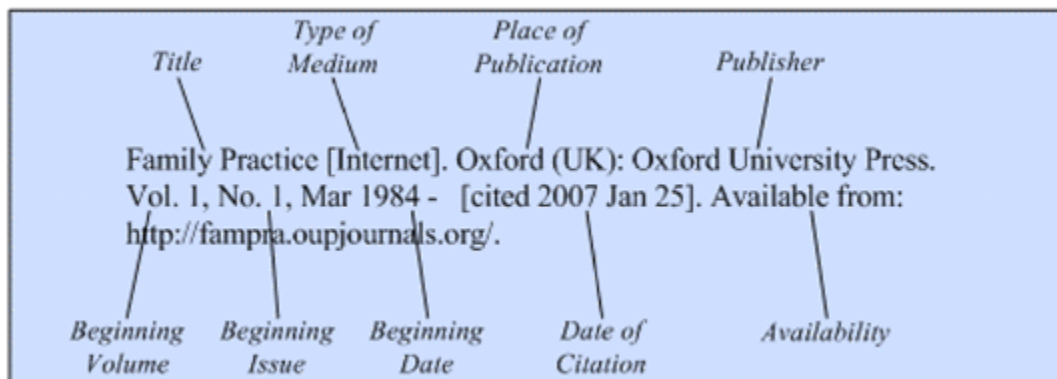 Type of Place of
Title Medium Publication Publisher
Family Practice [Internet]. Oxford (UK): Oxford University Press.
Vol. 1, No. 1, Mar 1984 - [cited 2007 Jan 25]. Available from:
http://fampra.oupjournals.org/.
Beginning Beginning Beginning Date of Availability
Volume Issue Date Citation